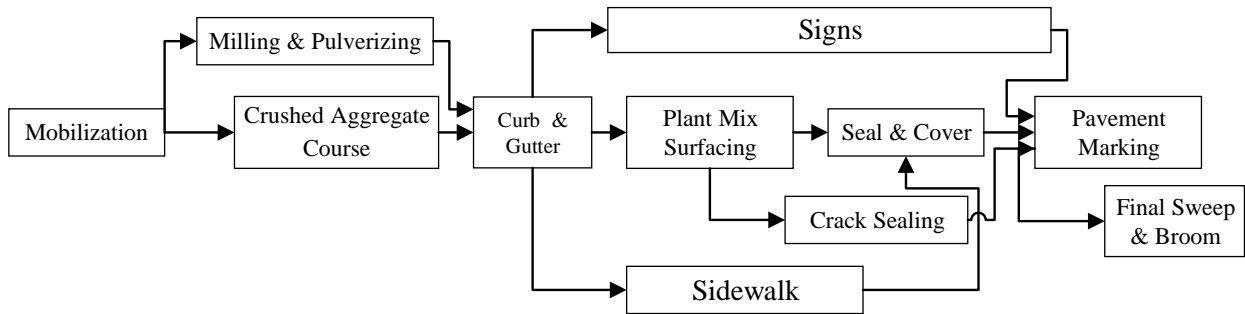 Milling & Pulverizing
Signs
Mobilization
Crushed Aggregate
Course
Curb &
Gutter
Plant Mix
Surfacing
Seal & Cover
Pavement
Marking
Crack Sealing
Final Sweep
& Broom
Sidewalk